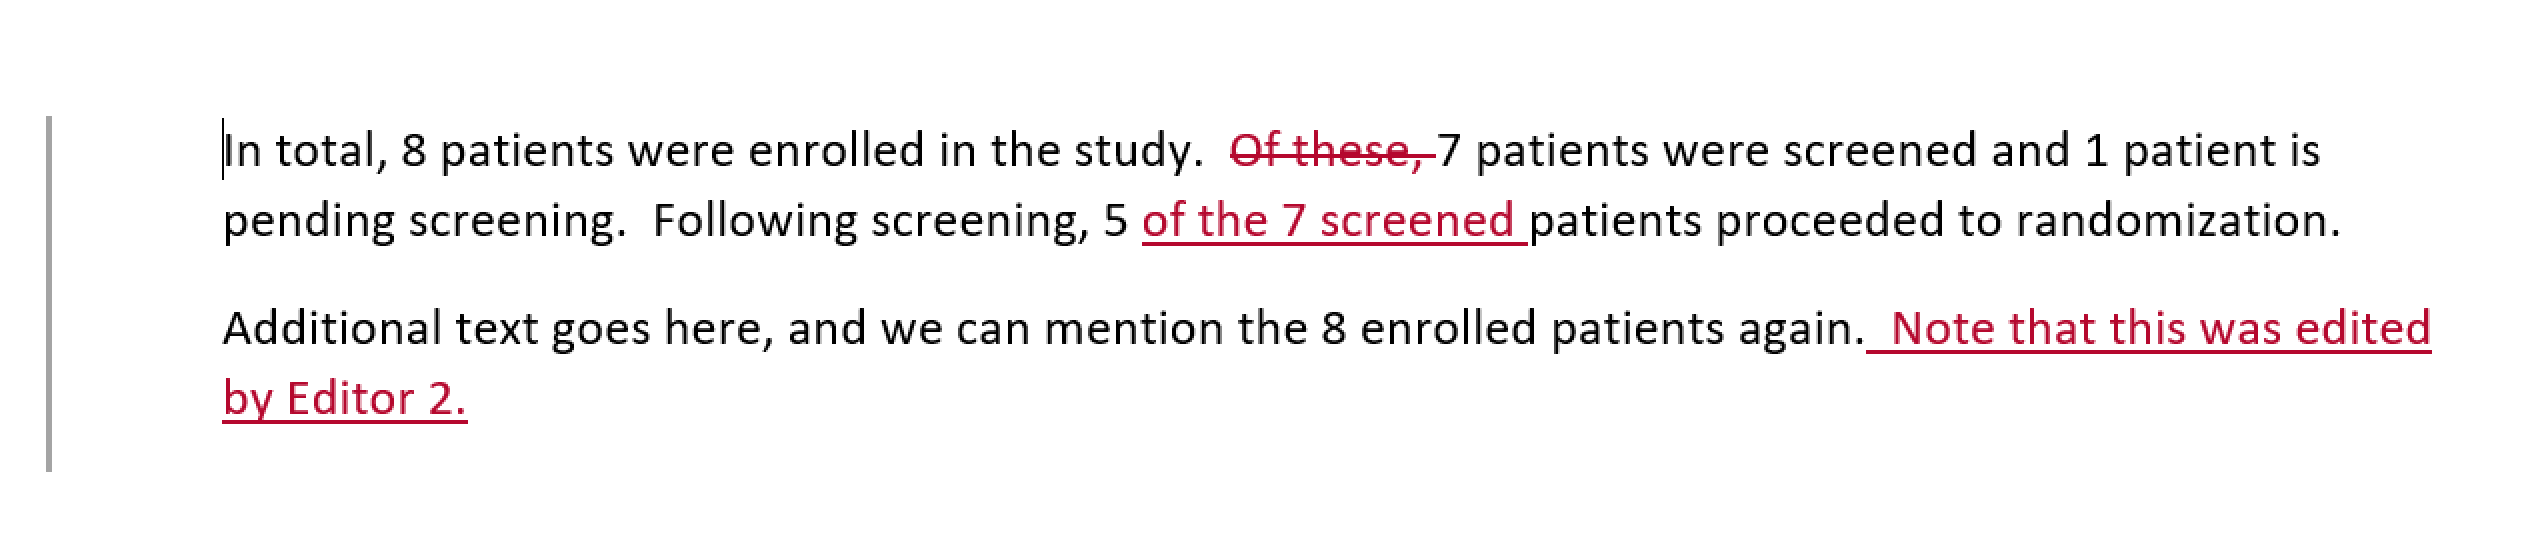 In total, 8 patients were enrolled in the study.  Of these, 7 patients were screened and 1 patient is
pending screening.  Following screening, 5 of the 7 screened patients proceeded to randomization.
Additional text goes here, and we can mention the 8 enrolled patients again.  Note that this was edited
by Editor 2.